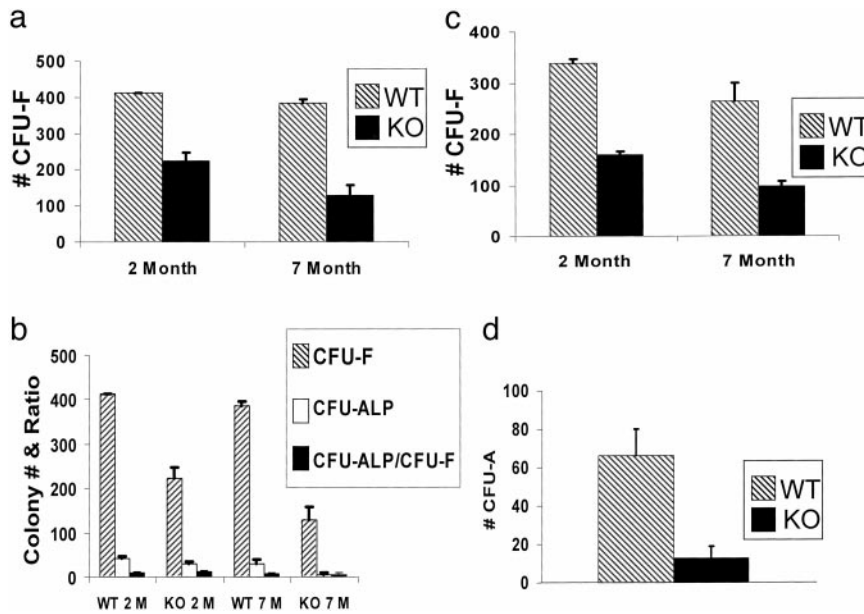 a
# CFU-F
500
400
300
200
100
0
WT
KO
2 Month
7 Month
c
# CFU-F
400
300
200
100
0
WT
KO
2 Month
7 Month
b
Colony # & Ratio
500
400
300
200
100
0
CFU-F
CFU-ALP
CFU-ALP/CFU-F
WT 2 M
KO 2 M
WT 7 M
KO 7 M
d
# CFU-A
100
80
60
40
20
0
WT
KO